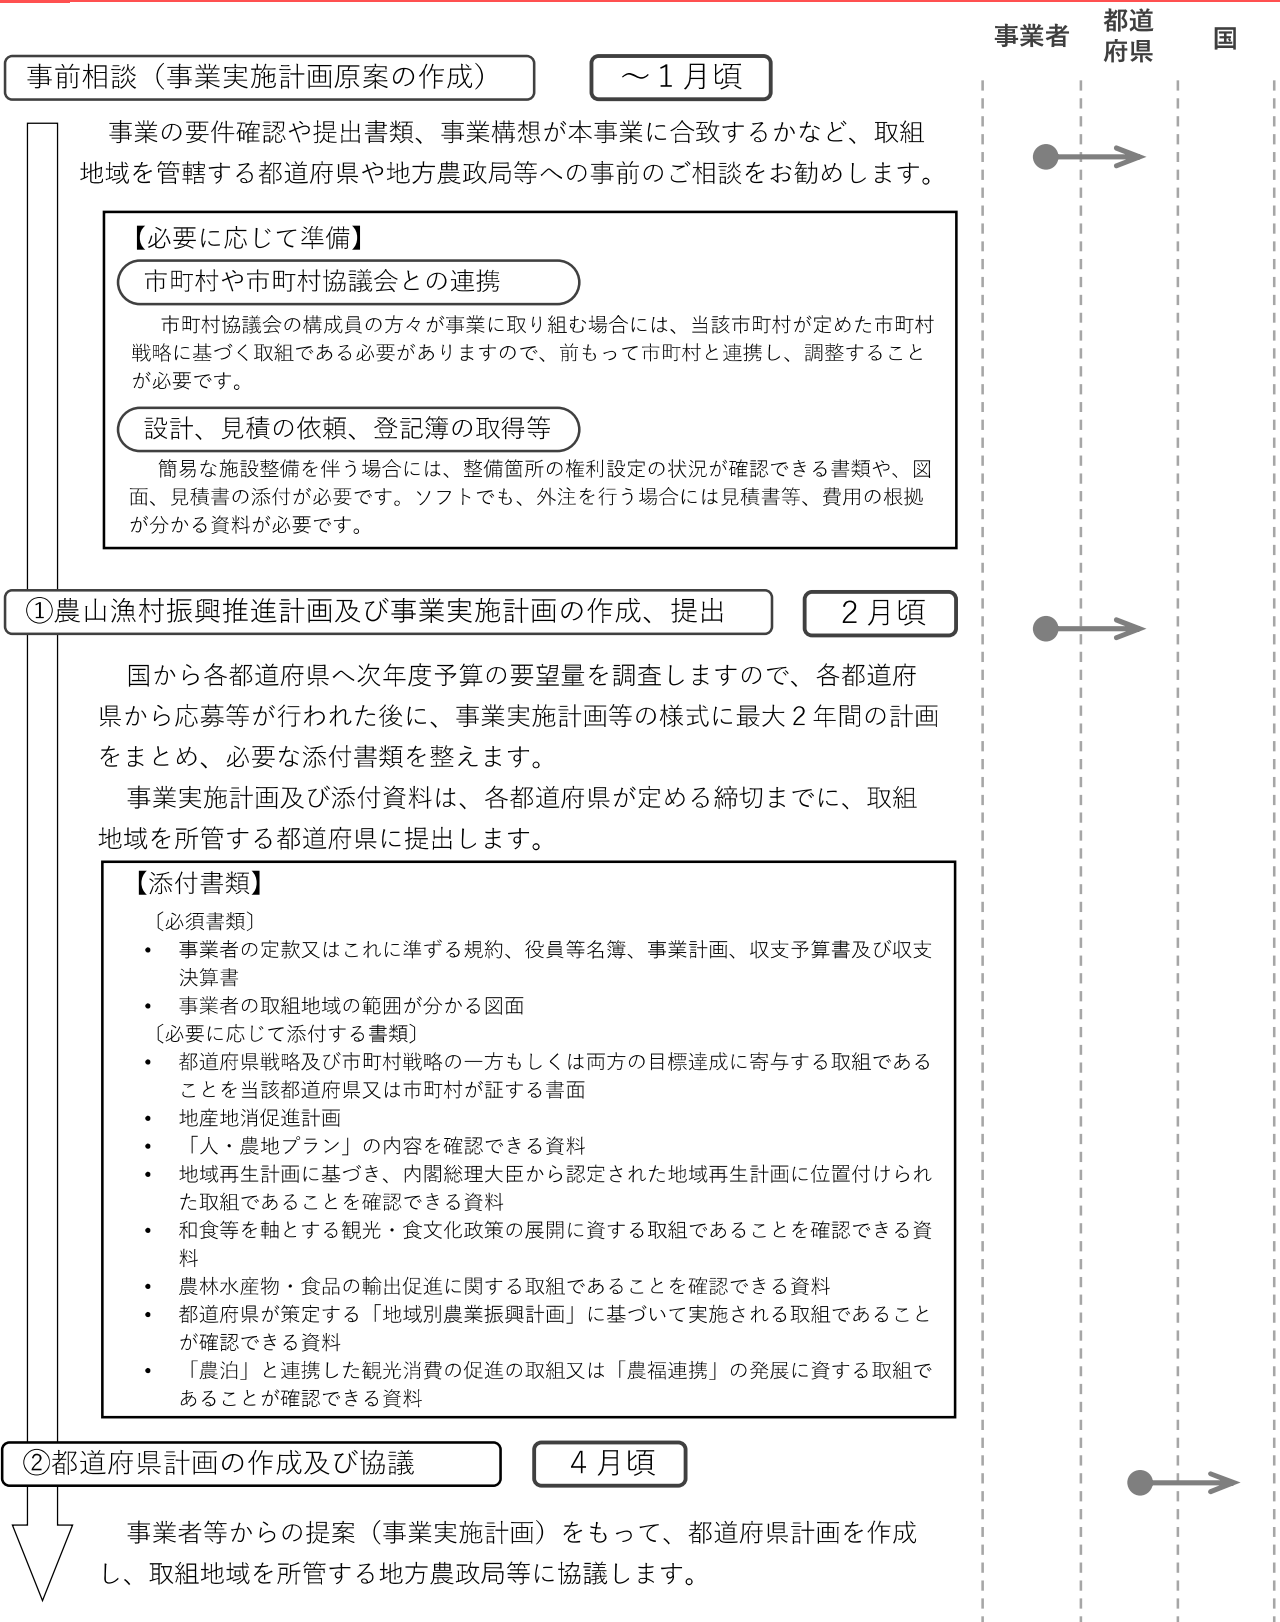 事業者
都道
府県
国
事前相談（事業実施計画原案の作成）
～１月頃
事業の要件確認や提出書類、事業構想が本事業に合致するかなど、取組
地域を管轄する都道府県や地方農政局等への事前のご相談をお勧めします。
【必要に応じて準備】
市町村や市町村協議会との連携
市町村協議会の構成員の方々が事業に取り組む場合には、当該市町村が定めた市町村
戦略に基づく取組である必要がありますので、前もって市町村と連携し、調整すること
が必要です。
設計、見積の依頼、登記簿の取得等
簡易な施設整備を伴う場合には、整備箇所の権利設定の状況が確認できる書類や、図
面、見積書の添付が必要です。ソフトでも、外注を行う場合には見積書等、費用の根拠
が分かる資料が必要です。
①農山漁村振興推進計画及び事業実施計画の作成、提出
２月頃
国から各都道府県へ次年度予算の要望量を調査しますので、各都道府
県から応募等が行われた後に、事業実施計画等の様式に最大２年間の計画
をまとめ、必要な添付書類を整えます。
事業実施計画及び添付資料は、各都道府県が定める締切までに、取組
地域を所管する都道府県に提出します。
【添付書類】
〔必須書類〕
• 事業者の定款又はこれに準ずる規約、役員等名簿、事業計画、収支予算書及び収支
決算書
• 事業者の取組地域の範囲が分かる図面
〔必要に応じて添付する書類〕
• 都道府県戦略及び市町村戦略の一方もしくは両方の目標達成に寄与する取組である
ことを当該都道府県又は市町村が証する書面
• 地産地消促進計画
• 「人・農地プラン」の内容を確認できる資料
• 地域再生計画に基づき、内閣総理大臣から認定された地域再生計画に位置付けられ
た取組であることを確認できる資料
• 和食等を軸とする観光・食文化政策の展開に資する取組であることを確認できる資
料
• 農林水産物・食品の輸出促進に関する取組であることを確認できる資料
• 都道府県が策定する「地域別農業振興計画」に基づいて実施される取組であること
が確認できる資料
• 「農泊」と連携した観光消費の促進の取組又は「農福連携」の発展に資する取組で
あることが確認できる資料
②都道府県計画の作成及び協議
４月頃
事業者等からの提案（事業実施計画）をもって、都道府県計画を作成
し、取組地域を所管する地方農政局等に協議します。